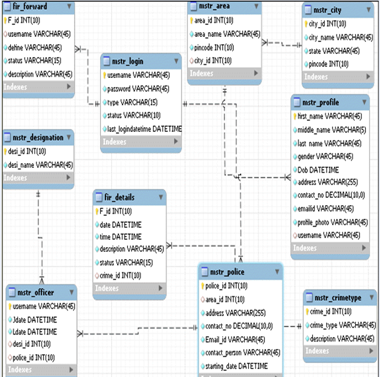 fir_forward
F_id INT(10)
username VARCHAR(45)
define VARCHAR(45)
status VARCHAR(15)
description VARCHAR(45)
Indexes
mstr_login
username VARCHAR(45)
password VARCHAR(45)
type VARCHAR(15)
status VARCHAR(10)
last_logindatetime DATETIME
Indexes
mstr_area
area_id INT(10)
area_name VARCHAR(45)
pincode INT(10)
city_id INT(10)
Indexes
mstr_city
city_id INT(10)
city_name VARCHAR(45)
state VARCHAR(45)
pincode INT(10)
Indexes
mstr_profile
first_name VARCHAR(45)
middle_name VARCHAR(5)
last_name VARCHAR(45)
gender VARCHAR(45)
Dob DATETIME
address VARCHAR(255)
contact_no DECIMAL(10,0)
emailid VARCHAR(45)
profile_photo VARCHAR(45)
username VARCHAR(45)
Indexes
mstr_designation
desi_id INT(10)
desi_name VARCHAR(45)
Indexes
fir_details
F_id INT(10)
date DATETIME
time DATETIME
description VARCHAR(45)
status VARCHAR(15)
crime_id INT(10)
Indexes
mstr_officer
username VARCHAR(45)
Jdate DATETIME
Ldate DATETIME
desi_id INT(10)
police_id INT(10)
Indexes
mstr_police
police_id INT(10)
area_id INT(10)
address VARCHAR(255)
contact_no DECIMAL(10,0)
Email_id VARCHAR(45)
contact_person VARCHAR(45)
starting_date DATETIME
mstr_crimetype
crime_id INT(10)
crime_type VARCHAR(45)
description VARCHAR(45)
Indexes